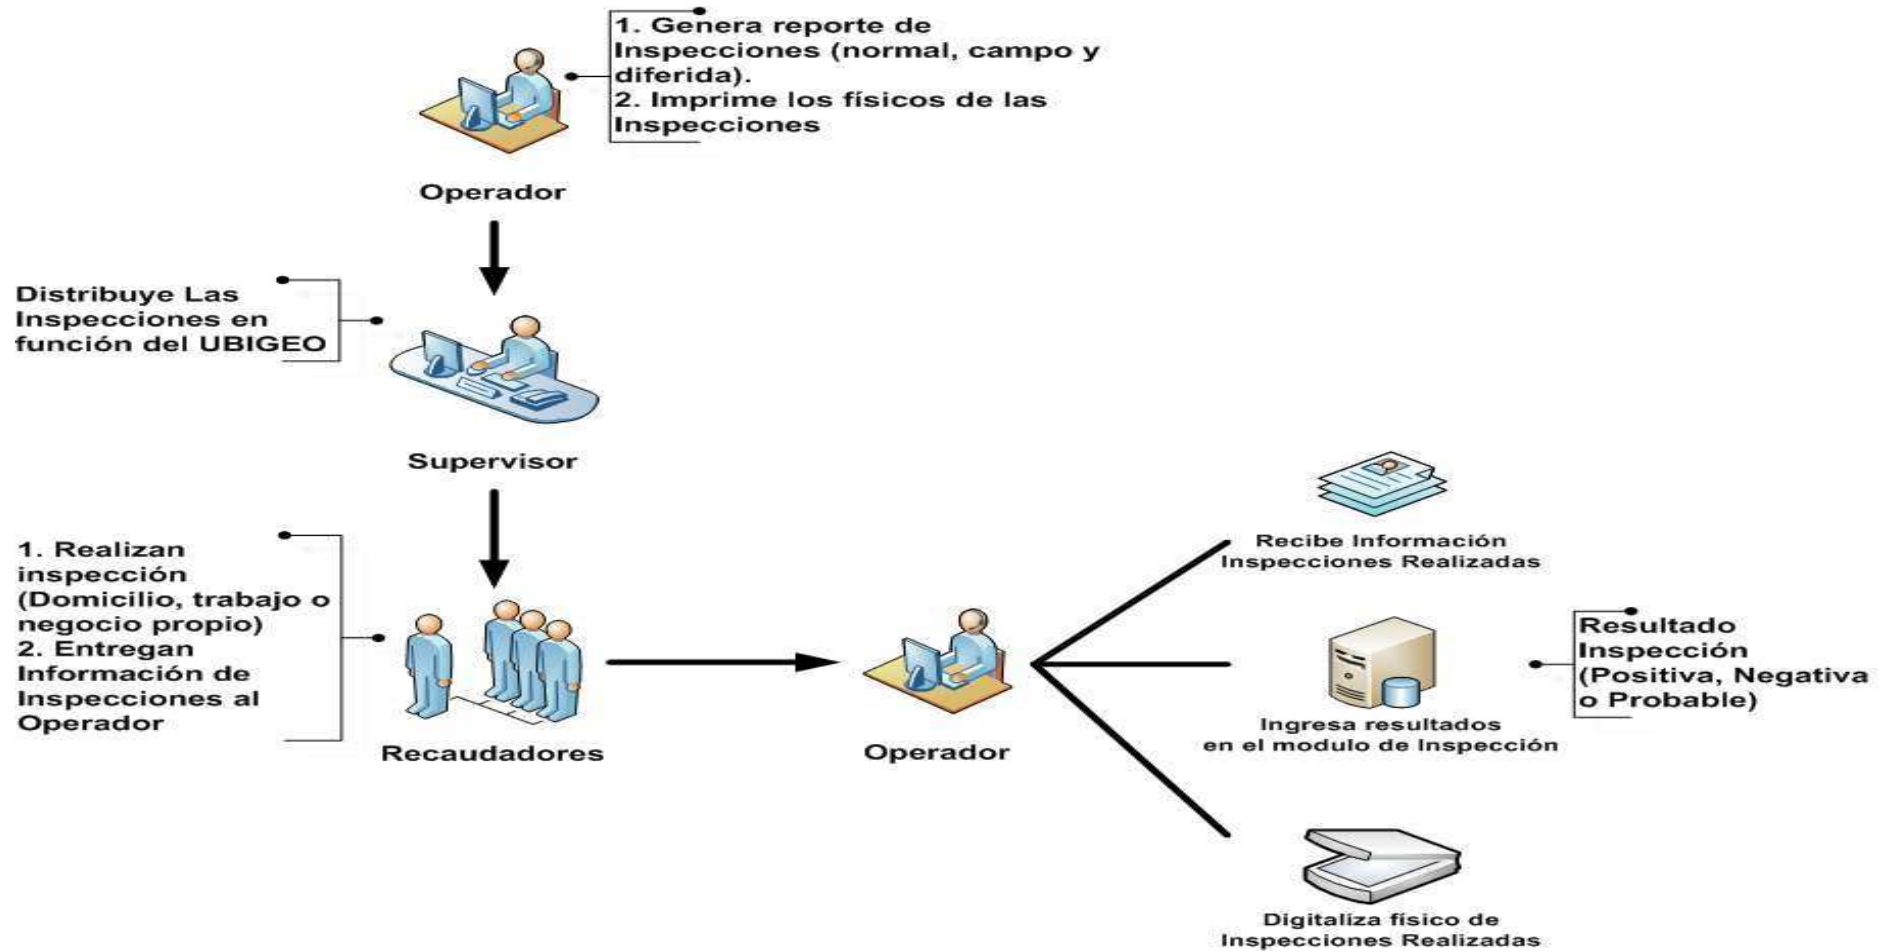 1. Genera reporte de
Inspecciones (normal, campo y
diferida).
2. Imprime los físicos de las
Inspecciones
Operador
Distribuye Las
Inspecciones en
función del UBIGEO
Supervisor
1. Realizan
inspección
(Domicilio, trabajo o
negocio propio)
2. Entregan
Información de
Inspecciones al
Operador
Recaudadores
Operador
Recibe Información
Inspecciones Realizadas
Ingresa resultados
en el modulo de Inspección
Resultado
Inspección
(Positiva, Negativa
o Probable)
Digitaliza físico de
Inspecciones Realizadas